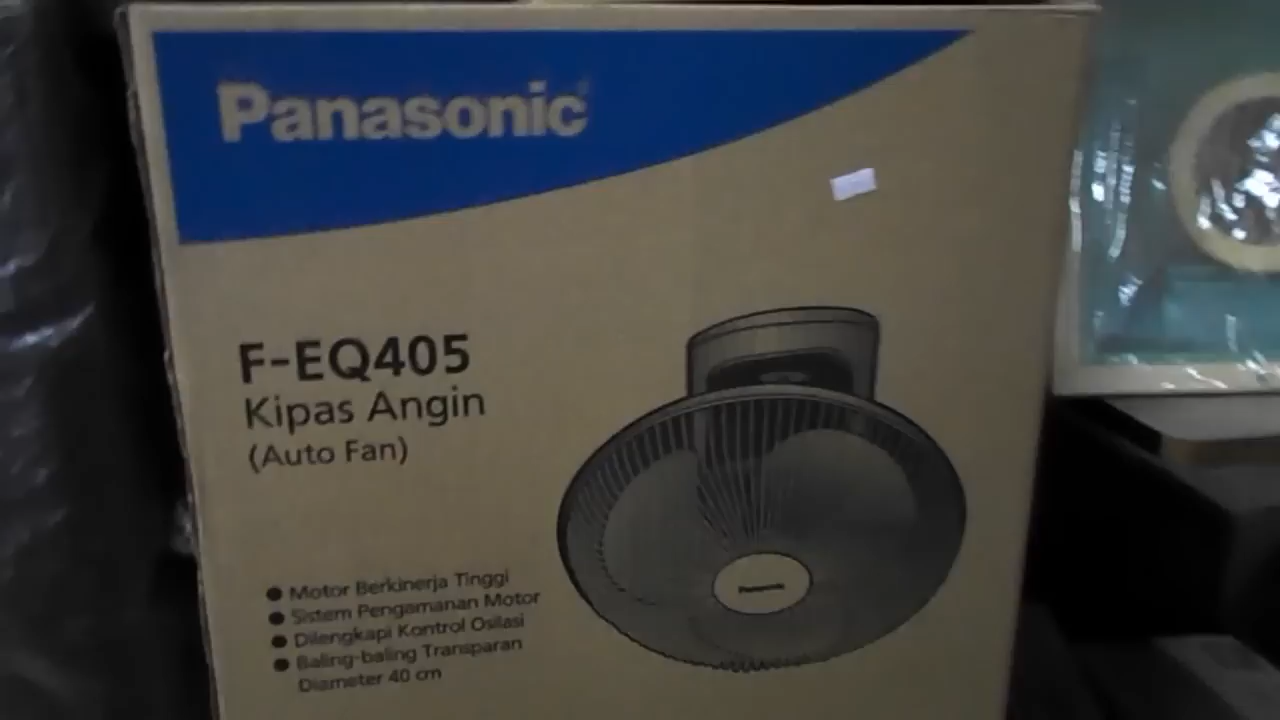 Panasonic
F-EQ405
Kipas Angin
(Auto Fan)
● Motor Berkinerja Tinggi
● Sistem Pengamanan Motor
● Dilengkapi Kontrol Osilasi
● Baling-baling Transparan
Diameter 40 cm
Panasonic